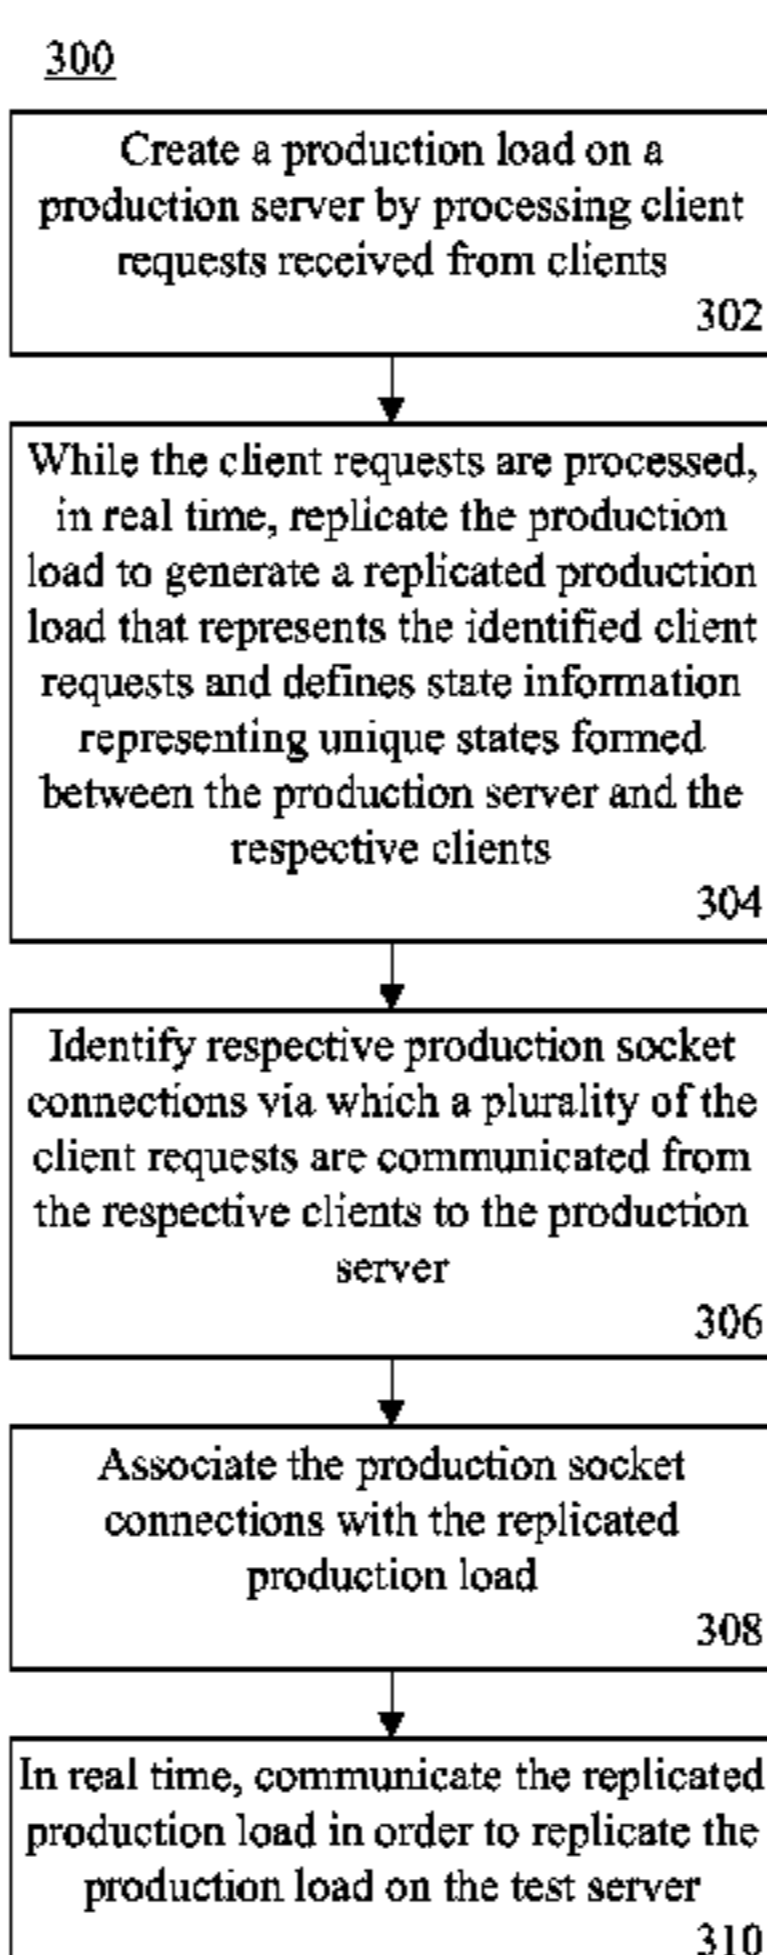 300
Create a production load on a
production server by processing client
requests received from clients
302
While the client requests are processed,
in real time, replicate the production
load to generate a replicated production
load that represents the identified client
requests and defines state information
representing unique states formed
between the production server and the
respective clients
304
Identify respective production socket
connections via which a plurality of the
client requests are communicated from
the respective clients to the production
server
306
Associate the production socket
connections with the replicated
production load
308
In real time, communicate the replicated
production load in order to replicate the
production load on the test server
310